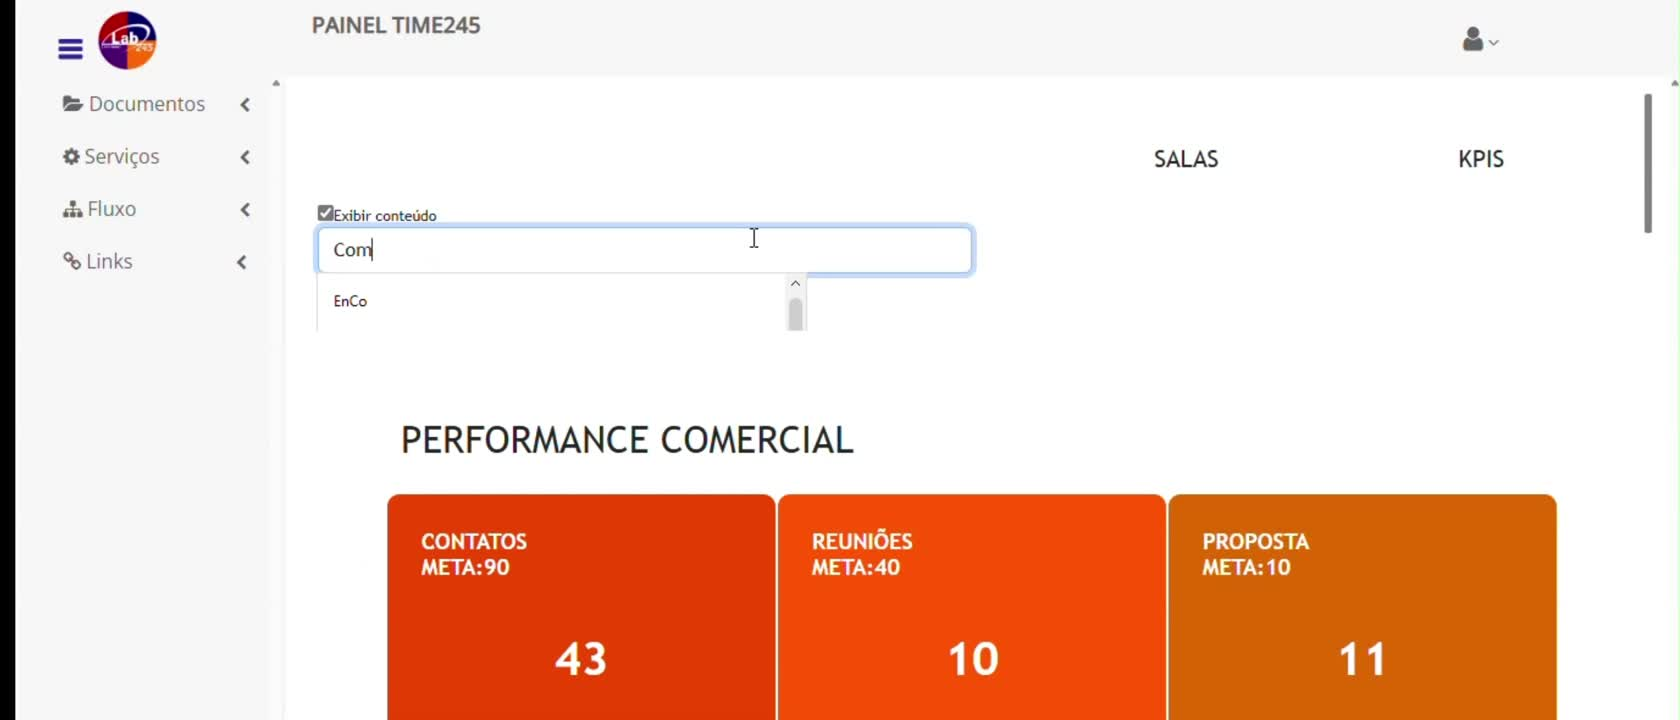 Lab
245
PAINEL TIME245
Documentos
Serviços
Fluxo
Links
SALAS
KPIS
Exibir conteúdo
Com
EnCo
PERFORMANCE COMERCIAL
CONTATOS
META:90
43
REUNIÕES
META:40
10
PROPOSTA
META:10
11